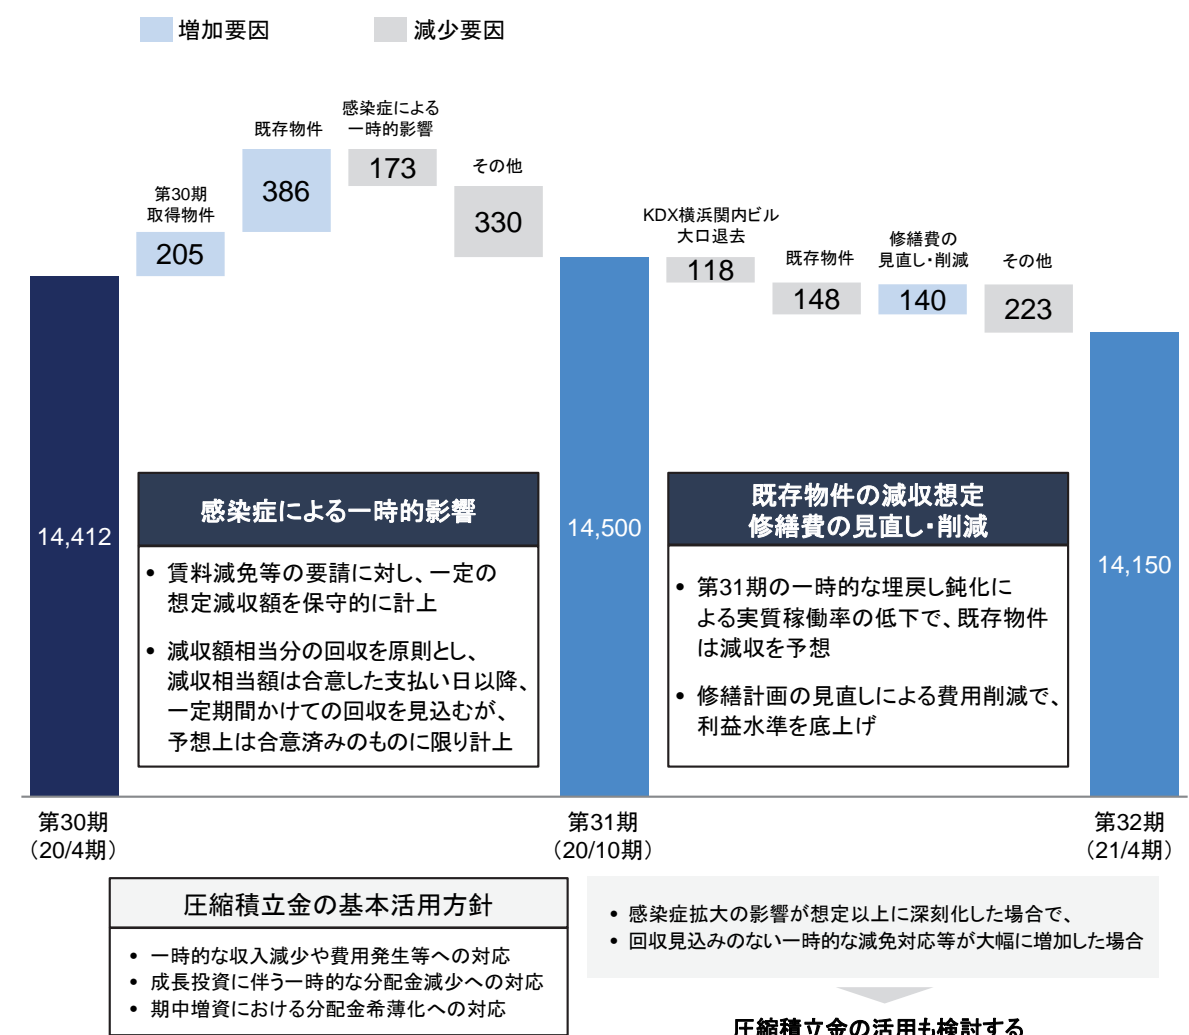 増加要因
減少要因
第30期
取得物件
205
既存物件
386
感染症による
一時的影響
173
その他
330
KDX横浜関内ビル
大口退去
118
既存物件
148
修繕費の
見直し・削減
140
その他
223
14,412
14,500
14,150
感染症による一時的影響
• 賃料減免等の要請に対し、一定の
想定減収額を保守的に計上
• 減収額相当分の回収を原則とし、
減収相当額は合意した支払い日以降、
一定期間かけての回収を見込むが、
予想上は合意済みのものに限り計上
既存物件の減収想定
修繕費の見直し・削減
• 第31期の一時的な埋戻し鈍化に
よる実質稼働率の低下で、既存物件
は減収を予想
• 修繕計画の見直しによる費用削減で、
利益水準を底上げ
第30期
（20/4期）
第31期
（20/10期）
第32期
（21/4期）
圧縮積立金の基本活用方針
• 一時的な収入減少や費用発生等への対応
• 成長投資に伴う一時的な分配金減少への対応
• 期中増資における分配金希薄化への対応
• 感染症拡大の影響が想定以上に深刻化した場合で、
• 回収見込みのない一時的な減免対応等が大幅に増加した場合
圧縮積立金の活用も検討する